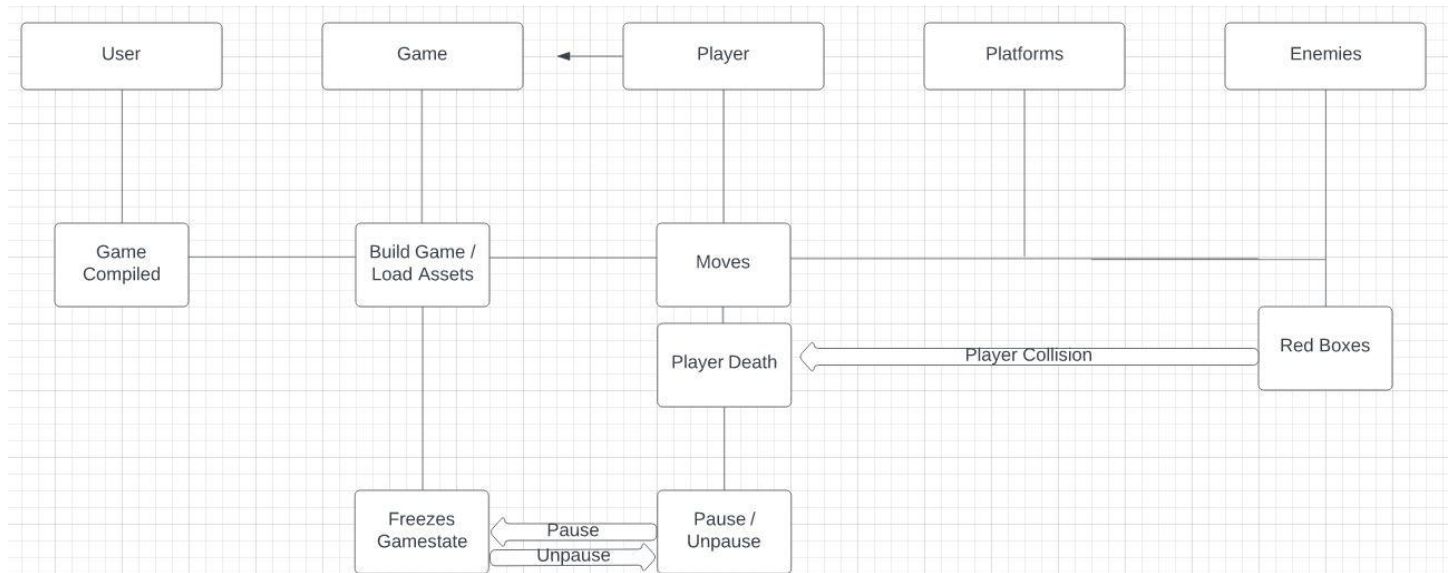 User
Game
Player
Platforms
Enemies
Game
Compiled
Build Game /
Load Assets
Moves
Player Death
Player Collision
Red Boxes
Freezes
Gamestate
Pause
Unpause
Pause /
Unpause